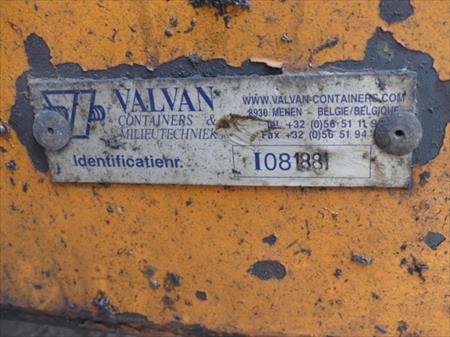 VALVAN
CONTAINERS &
MILIEUTECHNIEK
WWW.VALVAN-CONTAINERS.COM
8930 MENEN - BELGIE/BELGIQUE
Tel +32 (0)56 51 11
Fax +32 (0)56 51 94
Identificatienr.
I081881